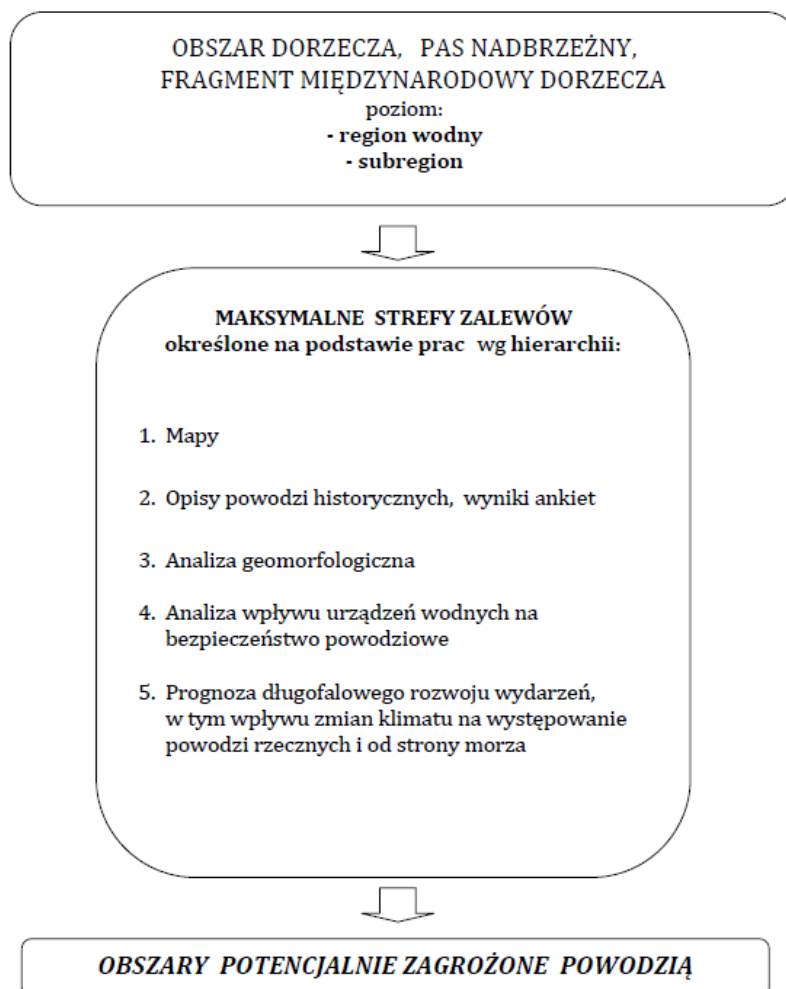 OBSZAR DORZECZA, PAS NADBRZEŻNY,
FRAGMENT MIĘDZYNARODOWY DORZECZA
poziom:
- region wodny
- subregion
MAKSYMALNE STREFY ZALEWÓW
określone na podstawie prac wg hierarchii:
1. Mapy
2. Opisy powodzi historycznych, wyniki ankiet
3. Analiza geomorfologiczna
4. Analiza wpływu urządzeń wodnych na
bezpieczeństwo powodziowe
5. Prognoza długofalowego rozwoju wydarzeń,
w tym wpływu zmian klimatu na występowanie
powodzi rzecznych i od strony morza
OBSZARY POTENCJALNIE ZAGROŻONE POWODZIĄ